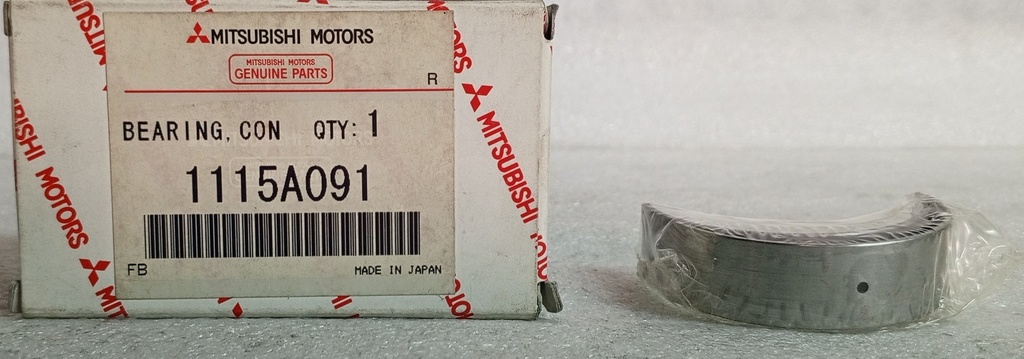 MITSUBISHI MOTORS
MITSUBISHI MOTORS
GENUINE PARTS
R
BEARING, CON QTY: 1
1115A091
FB MADE IN JAPAN
MITSUBISHI MOTORS
MITSUBISHI MOTORS